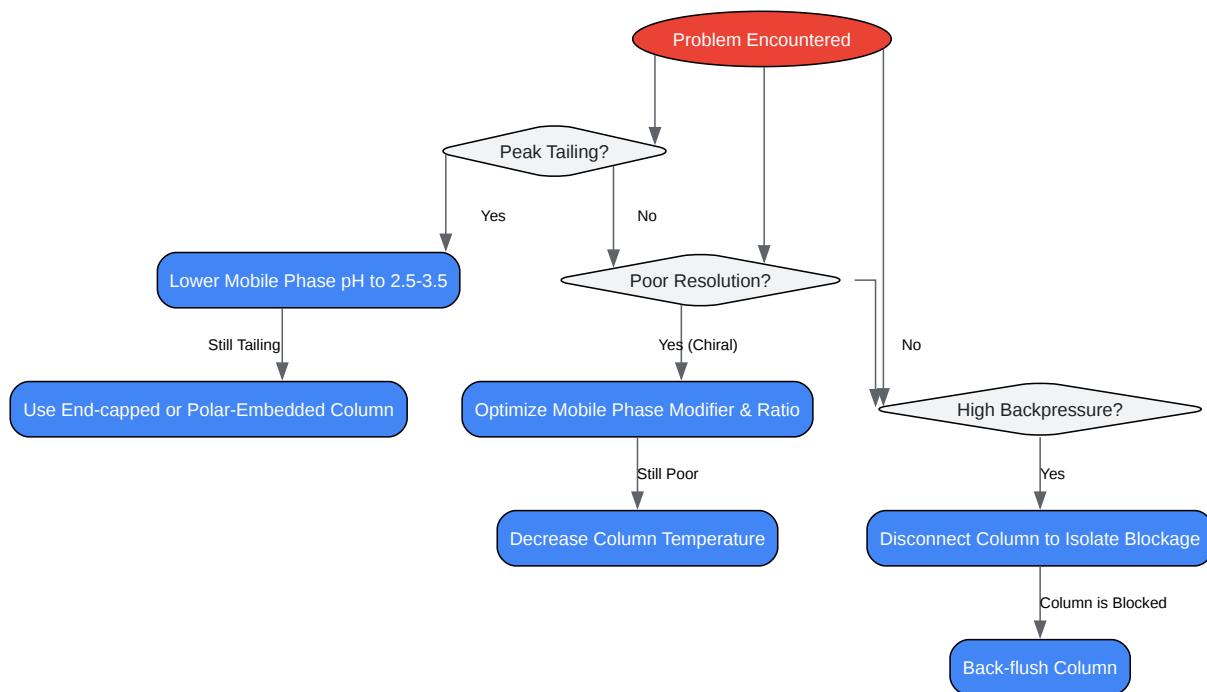 Problem Encountered
Peak Tailing?
Yes
No
Lower Mobile Phase pH to 2.5-3.5
Poor Resolution?
Still Tailing
Yes (Chiral)
No
Use End-capped or Polar-Embedded Column
Optimize Mobile Phase Modifier & Ratio
High Backpressure?
Still Poor
Yes
Decrease Column Temperature
Disconnect Column to Isolate Blockage
Column is Blocked
Back-flush Column